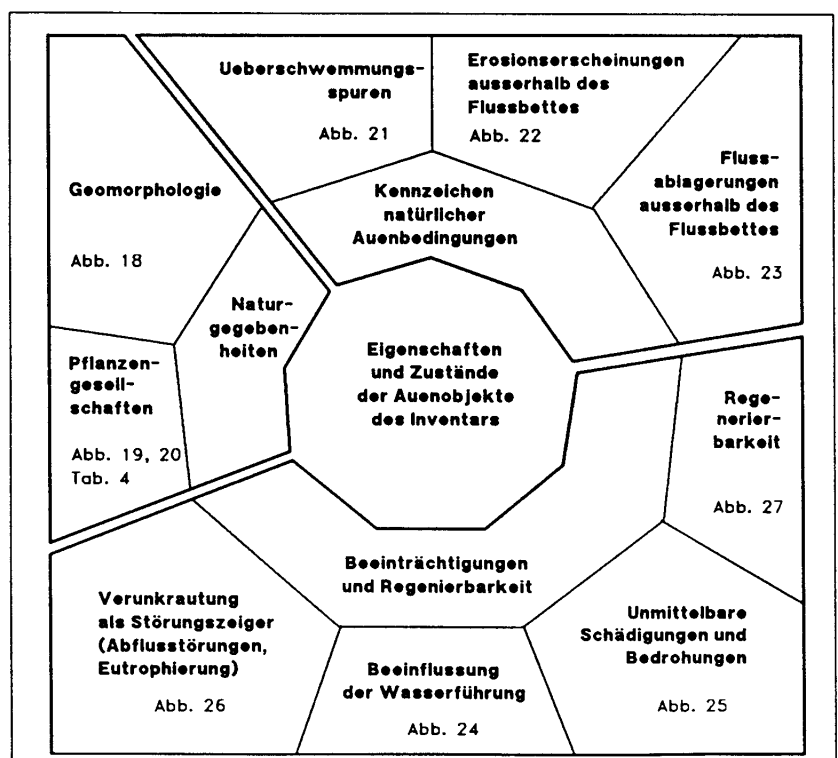 Ueberschwemmungs-
spuren
Abb. 21
Erosionserscheinungen
ausserhalb des
Flussbettes
Abb. 22
Fluss-
ablagerungen
ausserhalb des
Flussbettes
Abb. 23
Geomorphologie
Abb. 18
Kennzeichen
natürlicher
Auenbedingungen
Natur-
gegeben-
heiten
Pflanzen-
gesell-
schaften
Abb. 19, 20
Tab. 4
Eigenschaften
und Zustände
der Auenobjekte
des Inventars
Rege-
nerier-
barkeit
Abb. 27
Beeinträchtigungen
und Regenierbarkeit
Verunkrautung
als Störungszeiger
(Abflusstörungen,
Eutrophierung)
Abb. 26
Beeinflussung
der Wasserführung
Abb. 24
Unmittelbare
Schädigungen und
Bedrohungen
Abb. 25